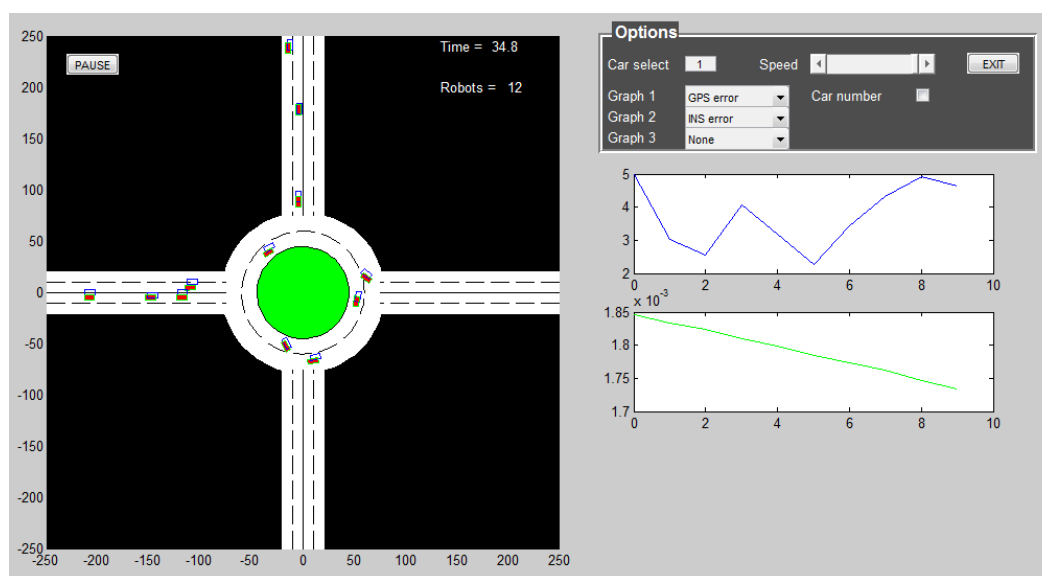 PAUSE
Time = 34.8
Robots = 12
250
200
150
100
50
0
-50
-100
-150
-200
-250
-250 -200 -150 -100 -50 0 50 100 150 200 250
Options
Car select 1 Speed EXIT
Graph 1 GPS error Car number
Graph 2 INS error
Graph 3 None
5
4
3
2
0 2 4 6 8 10
x 10^-3
1.85
1.8
1.75
1.7
0 2 4 6 8 10